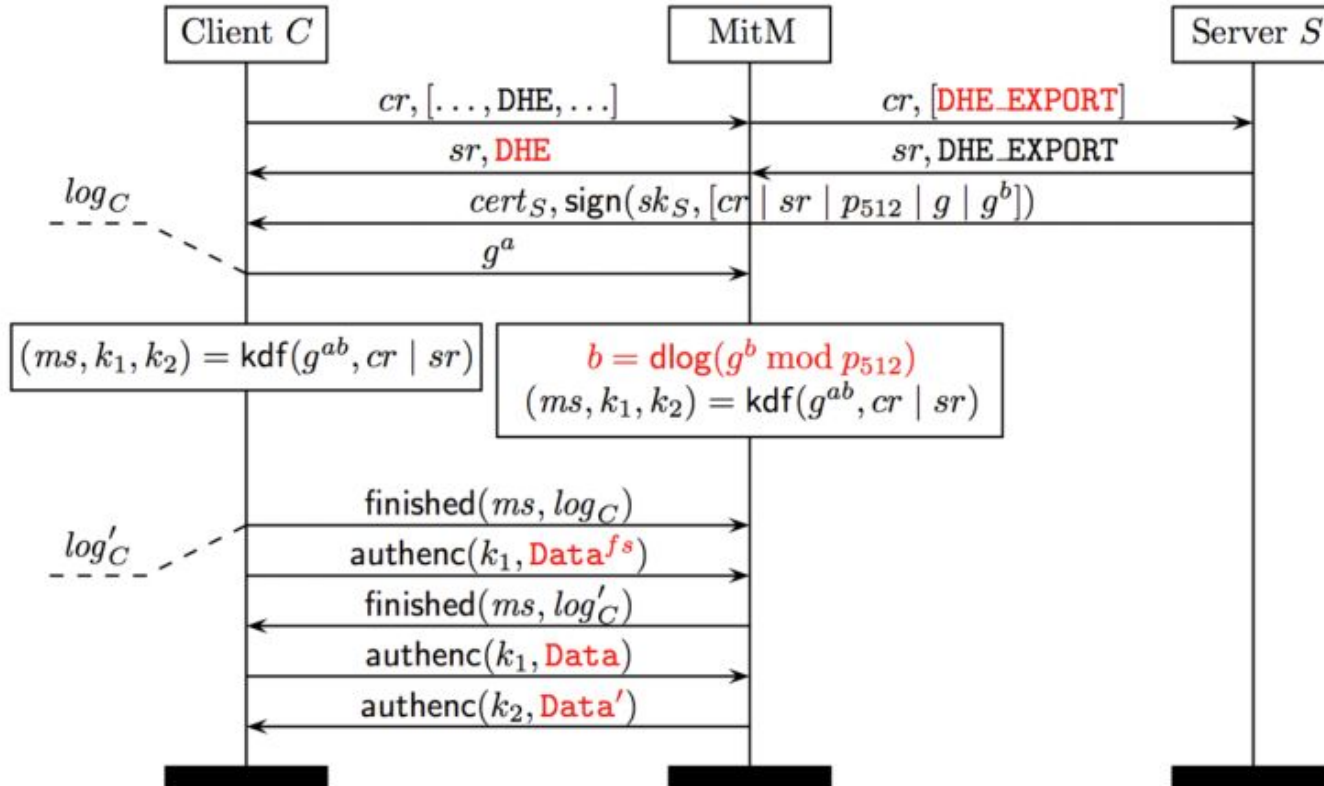 Client C MitM Server S
cr, [..., DHE, ...] cr, [DHE_EXPORT]
sr, DHE sr, DHE_EXPORT
log_C
cert_S, sign(sk_S, [cr | sr | p_512 | g | g^b])
g^a
(ms, k_1, k_2) = kdf(g^{ab}, cr | sr)
b = dlog(g^b mod p_512)
(ms, k_1, k_2) = kdf(g^{ab}, cr | sr)
finished(ms, log_C)
log'_C
authenc(k_1, Data^{fs})
finished(ms, log'_C)
authenc(k_1, Data)
authenc(k_2, Data')